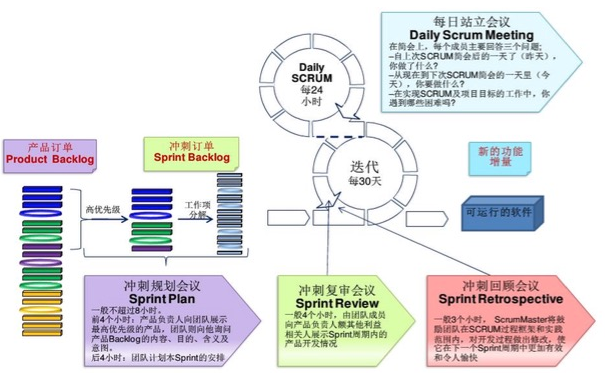 每日站立会议
Daily Scrum Meeting
在简会上，每个成员主要回答三个问题;
–自上次SCRUM简会后的一天了（昨天），
你做了什么?
–从现在到下次SCRUM简会的一天里（今
天），你要做什么?
–在实现SCRUM及项目目标的工作中，你
遇到哪些困难吗?
Daily
SCRUM
每24
小时
产品订单
Product Backlog
冲刺订单
Sprint Backlog
迭代
每30天
新的功能
增量
高优先级
工作项
分解
可运行的软件
冲刺规划会议
Sprint Plan
一般不超过8小时。
前4个小时：产品负责人向团队展示
最高优先级的产品，团队则向他询问
产品Backlog的内容、目的、含义及
意图。
后4小时：团队计划本Sprint的安排
冲刺复审会议
Sprint Review
一般4个小时，由团队成员
向产品负责人额其他利益
相关人展示Sprint周期内的
产品开发情况
冲刺回顾会议
Sprint Retrospective
一般3个小时， ScrumMaster将鼓
励团队在SCRUM过程框架和实践
范围内，对开发过程做出修改，使
它在下一个Sprint周期中更加有效
和令人愉快